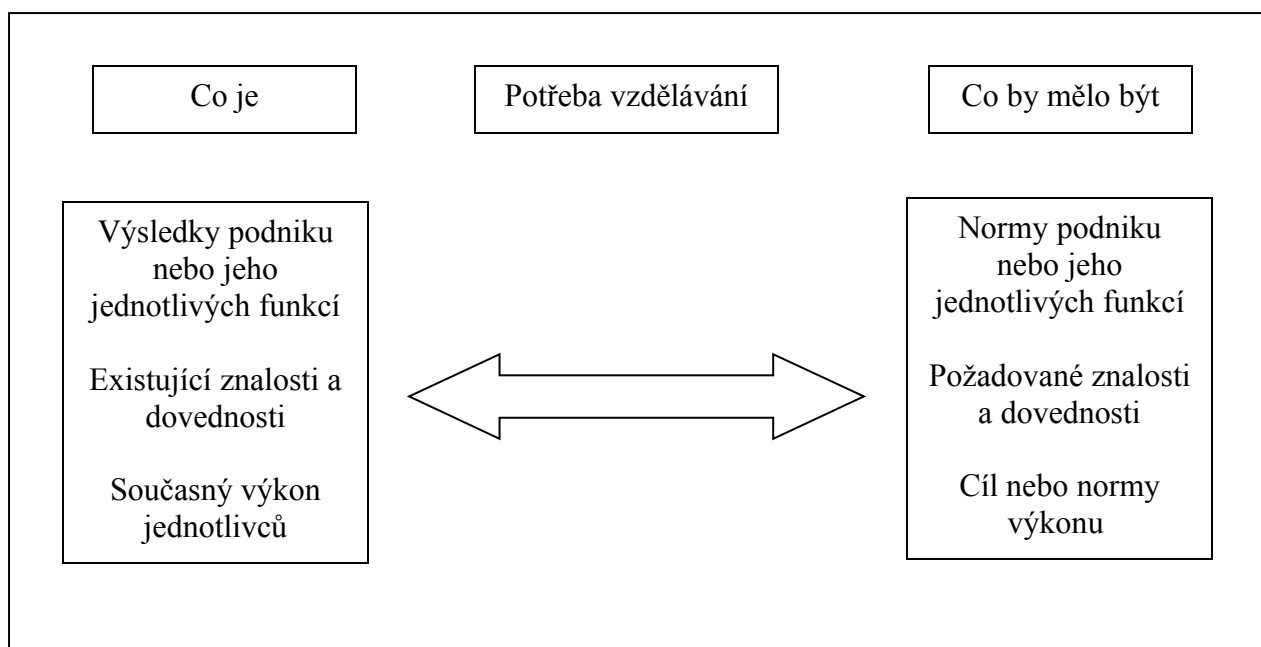 Co je
Potřeba vzdělávání
Co by mělo být
Výsledky podniku
nebo jeho
jednotlivých funkcí
Existující znalosti a
dovednosti
Současný výkon
jednotlivců
Normy podniku
nebo jeho
jednotlivých funkcí
Požadované znalosti
a dovednosti
Cíl nebo normy
výkonu